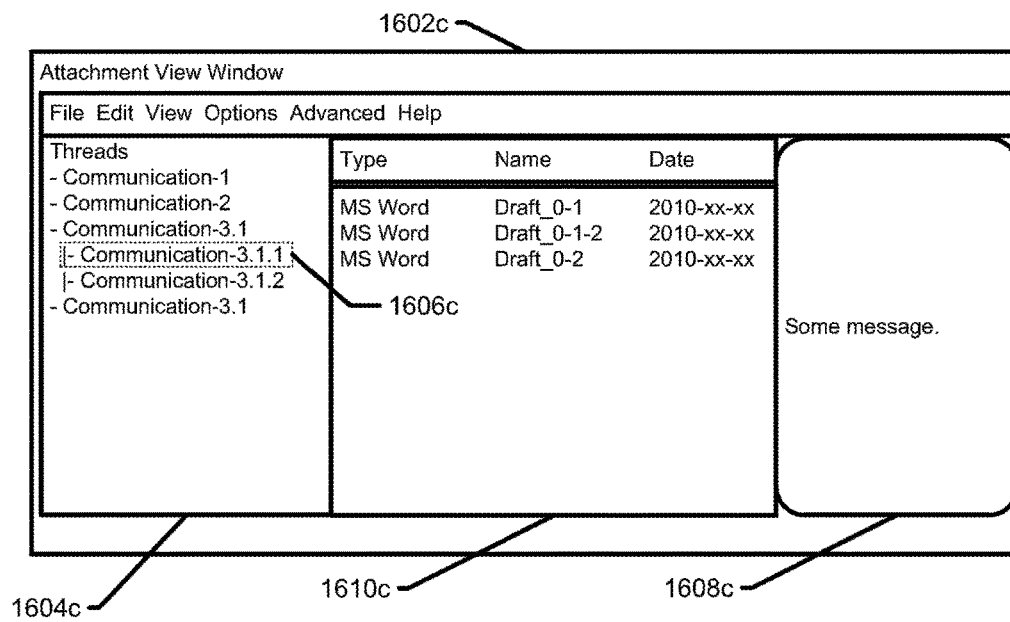 1602c
Attachment View Window
File Edit View Options Advanced Help
Threads
- Communication-1
- Communication-2
- Communication-3.1
|- Communication-3.1.1
|- Communication-3.1.2
- Communication-3.1
1606c
Type Name Date
MS Word Draft_0-1 2010-xx-xx
MS Word Draft_0-1-2 2010-xx-xx
MS Word Draft_0-2 2010-xx-xx
Some message.
1604c
1610c
1608c